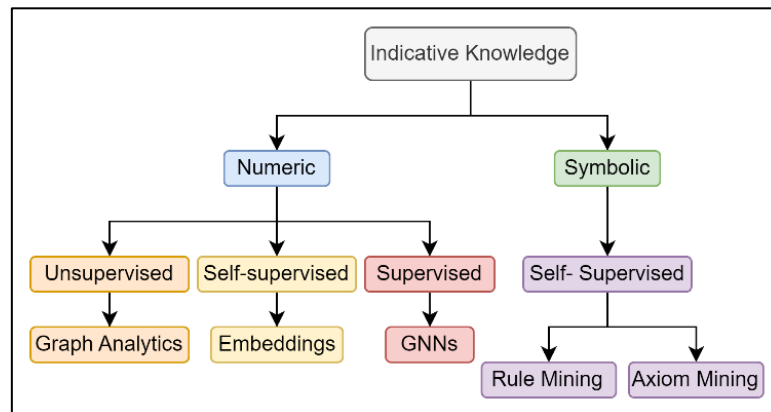 Indicative Knowledge
Numeric
Symbolic
Unsupervised
Self-supervised
Supervised
Self- Supervised
Graph Analytics
Embeddings
GNNs
Rule Mining
Axiom Mining